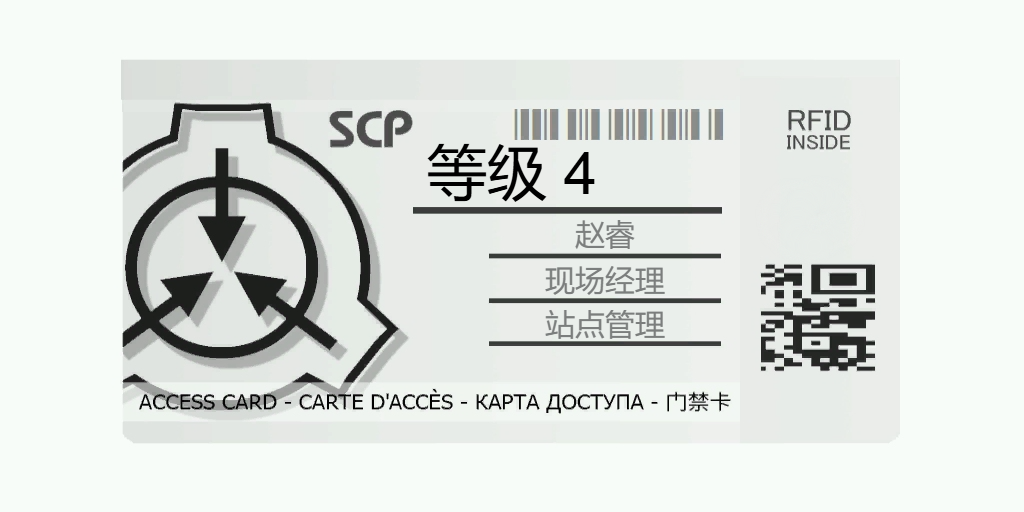 SCP
等级 4
赵睿
现场经理
站点管理
RFID
INSIDE
ACCESS CARD - CARTE D'ACCÈS - КАРТА ДОСТУПА - 门禁卡